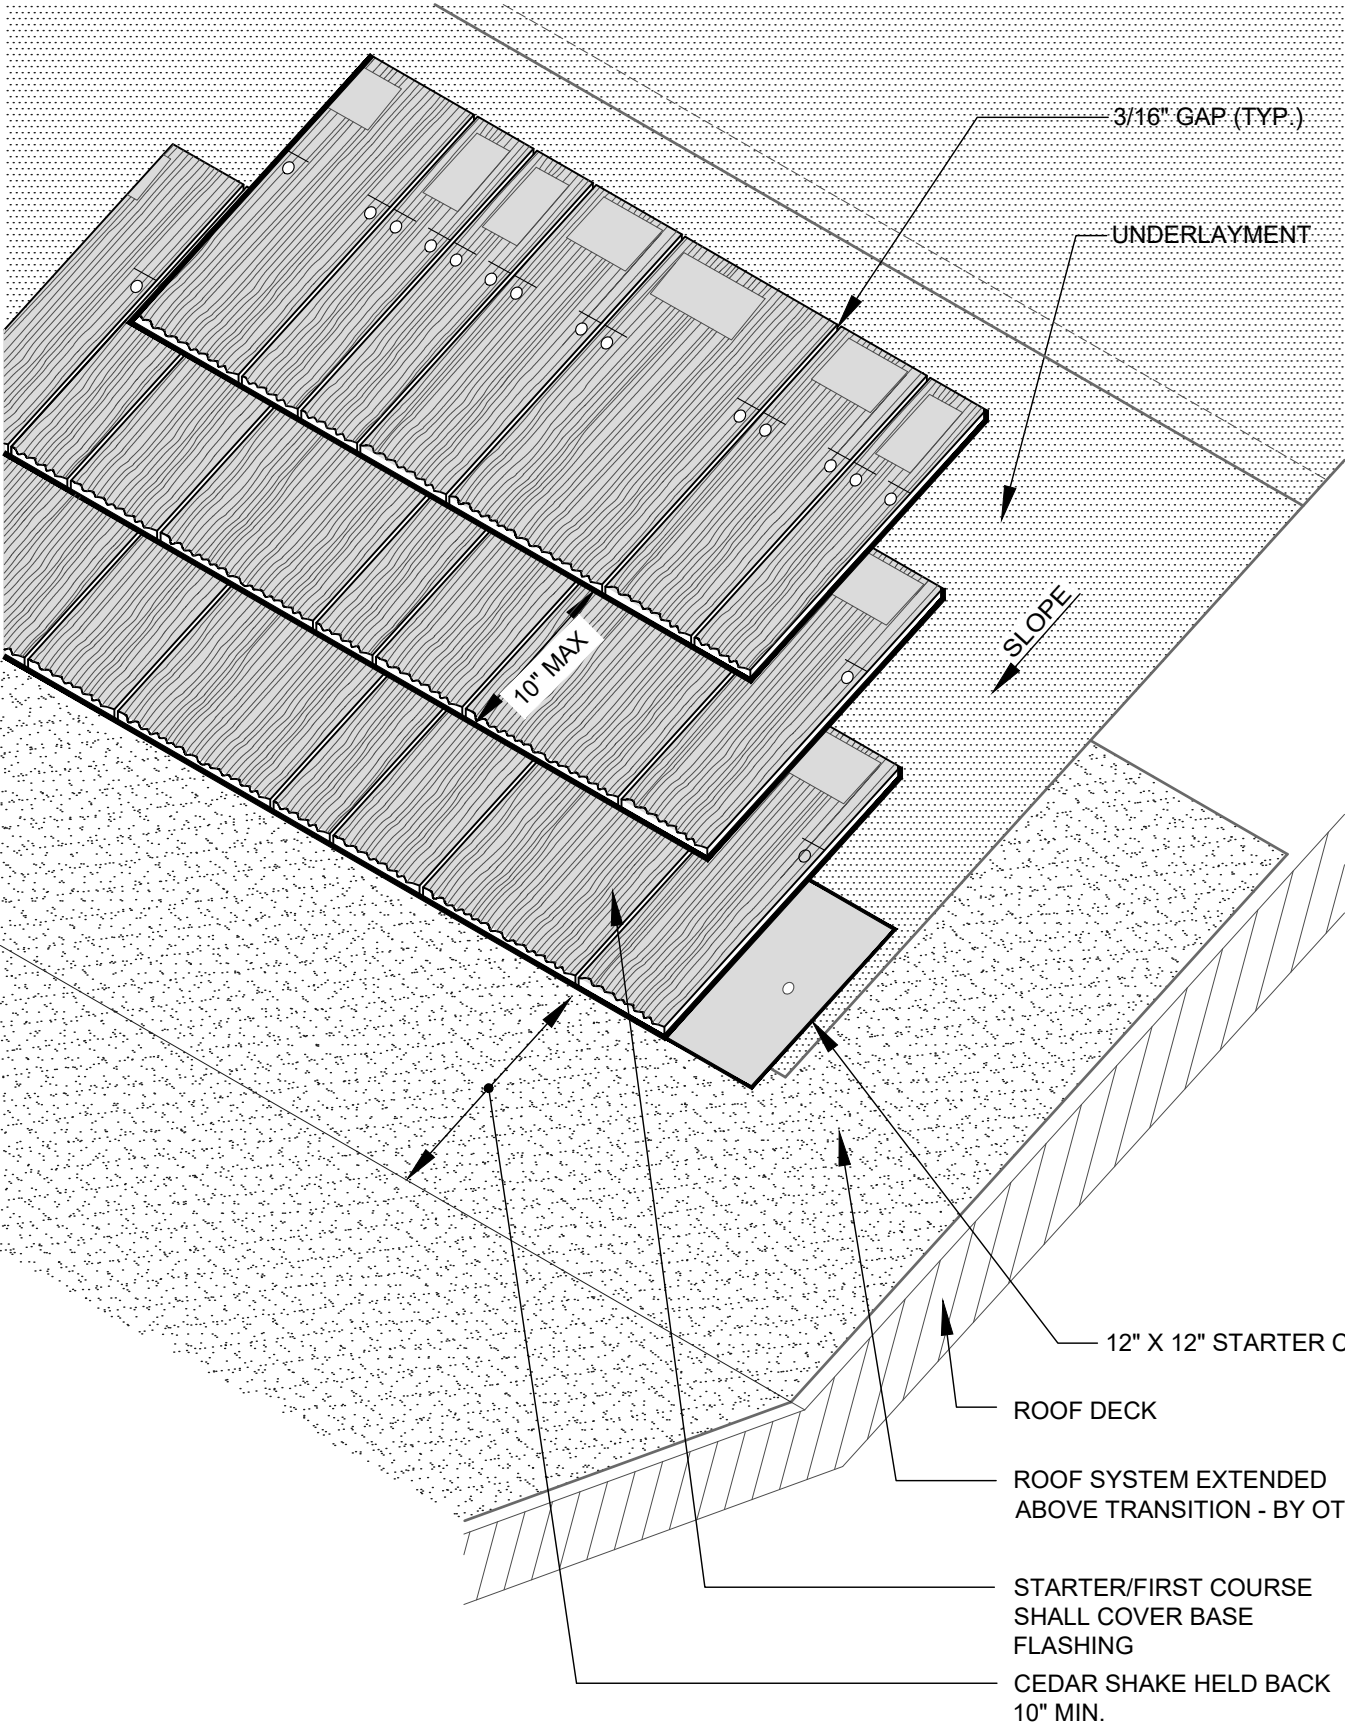 3/16" GAP (TYP.)
UNDERLAYMENT
SLOPE
10" MAX
12" X 12" STARTER
ROOF DECK
ROOF SYSTEM EXTENDED
ABOVE TRANSITION - BY
STARTER/FIRST COURSE
SHALL COVER BASE
FLASHING
CEDAR SHAKE HELD BACK
10" MIN.